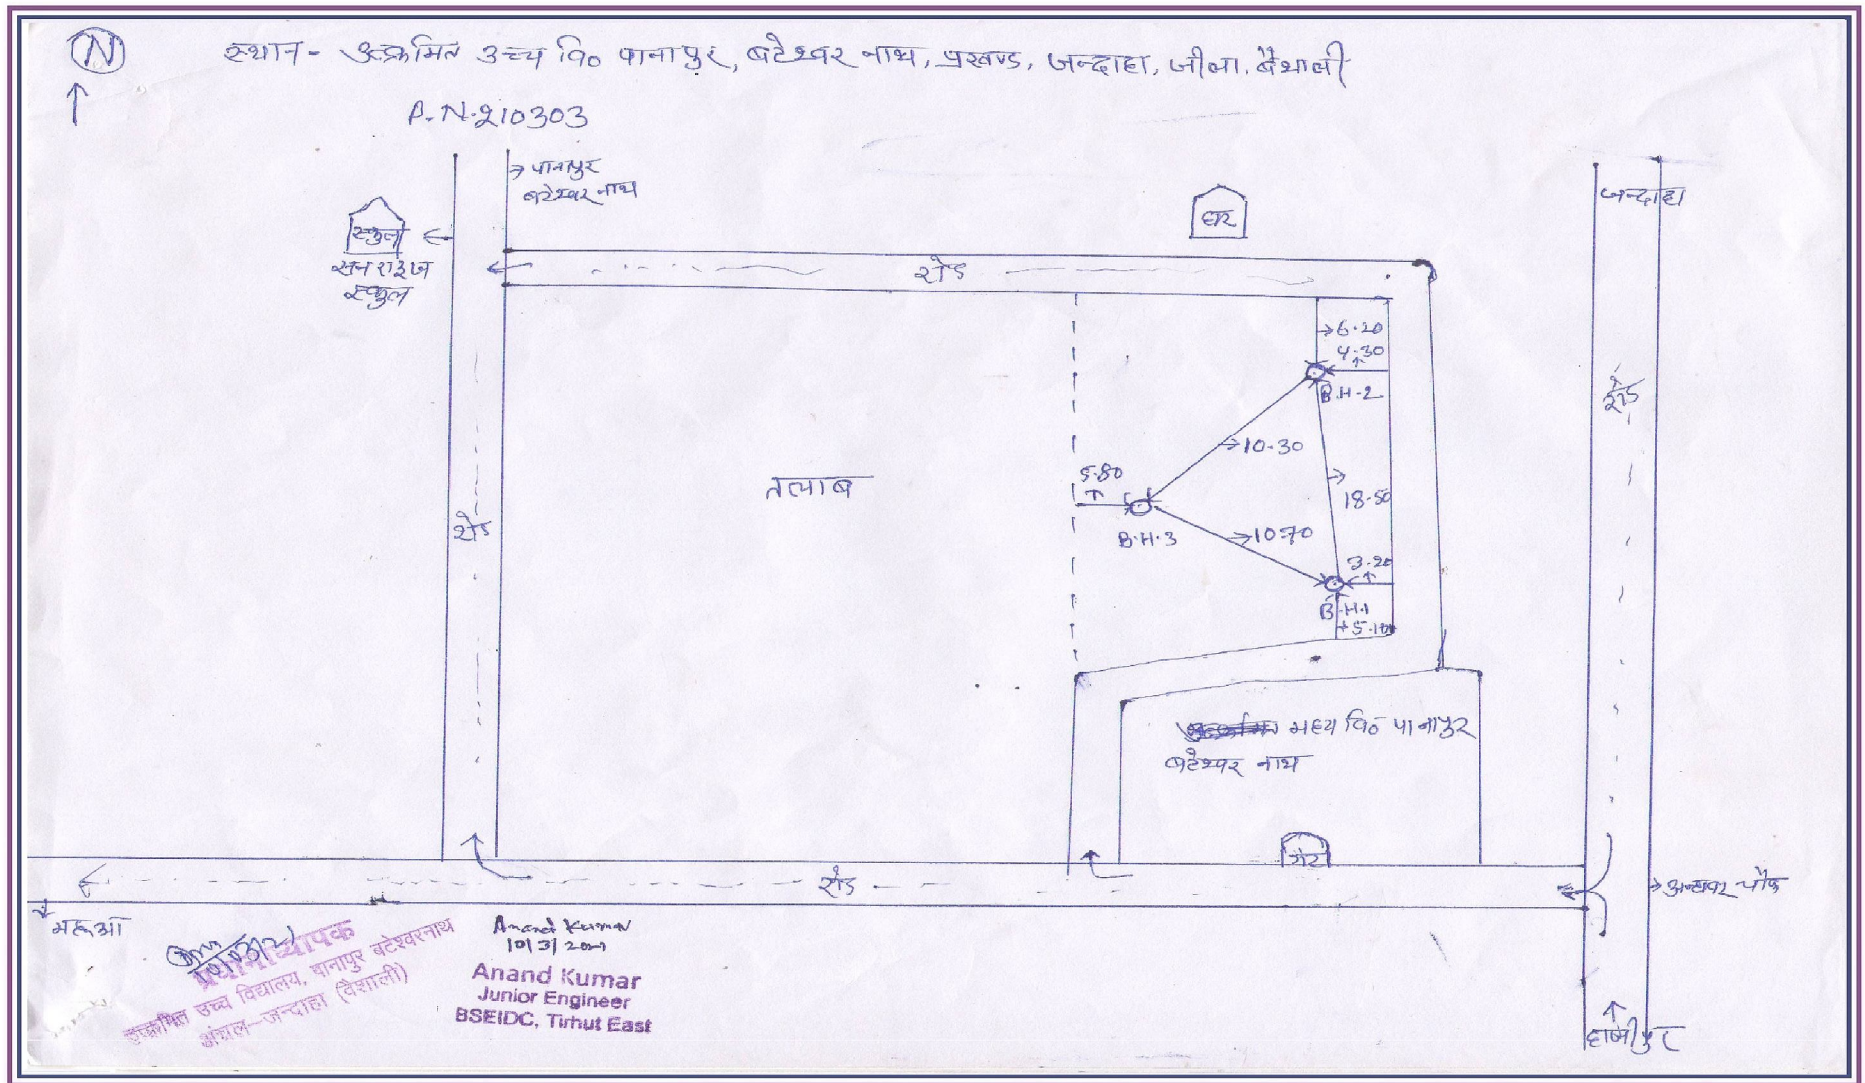 N
स्थान- उत्क्रमित उच्च वि० पानापुर, बटेश्वर नाथ, प्रखण्ड, जन्दाहा, जीला. वैशाली
P.N.210303
पानापुर
बटेश्वर नाथ
जन्दाहा
स्कुल
सन राइज
स्कुल
घर
रोड
6.20
4.30
B.H-2
रोड
10.30
5.80
तलाब
18.50
रोड
B.H.3
10.70
3.20
B.H.1
5.10
मध्य वि० पानापुर
बटेश्वर नाथ
गेट
रोड
चौक
महुआ
Anand Kumar
10/3/2021
प्रधानाध्यापक
उत्क्रमित उच्च विद्यालय, पानापुर बटेश्वरनाथ
अंचल-जन्दाहा (वैशाली)
Anand Kumar
Junior Engineer
BSEIDC, Tirhut East
हाजीपुर